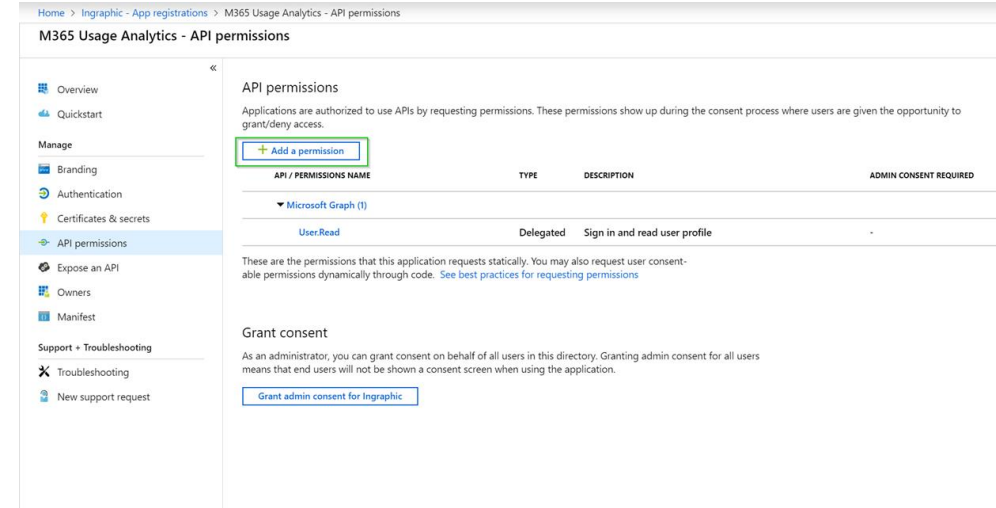 Home > Ingraphic - App registrations > M365 Usage Analytics - API permissions
M365 Usage Analytics - API permissions
«
Overview
Quickstart
Manage
Branding
Authentication
Certificates & secrets
API permissions
Expose an API
Owners
Manifest
Support + Troubleshooting
Troubleshooting
New support request
API permissions
Applications are authorized to use APIs by requesting permissions. These permissions show up during the consent process where users are given the opportunity to
grant/deny access.
+ Add a permission
API / PERMISSIONS NAME TYPE DESCRIPTION ADMIN CONSENT REQUIRED
Microsoft Graph (1)
User.Read Delegated Sign in and read user profile -
These are the permissions that this application requests statically. You may also request user consent-
able permissions dynamically through code. See best practices for requesting permissions
Grant consent
As an administrator, you can grant consent on behalf of all users in this directory. Granting admin consent for all users
means that end users will not be shown a consent screen when using the application.
Grant admin consent for Ingraphic